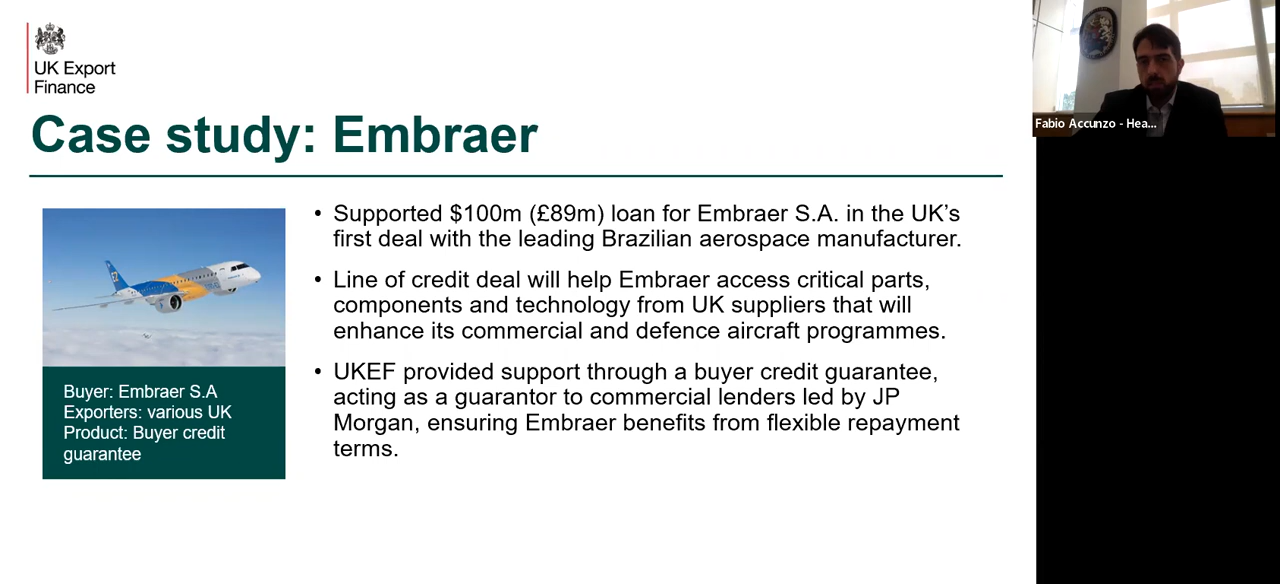 UK Export
Finance
Case study: Embraer
Buyer: Embraer S.A
Exporters: various UK
Product: Buyer credit
guarantee
• Supported $100m (£89m) loan for Embraer S.A. in the UK’s
first deal with the leading Brazilian aerospace manufacturer.
• Line of credit deal will help Embraer access critical parts,
components and technology from UK suppliers that will
enhance its commercial and defence aircraft programmes.
• UKEF provided support through a buyer credit guarantee,
acting as a guarantor to commercial lenders led by JP
Morgan, ensuring Embraer benefits from flexible repayment
terms.
Fabio Accunzo - Hea...